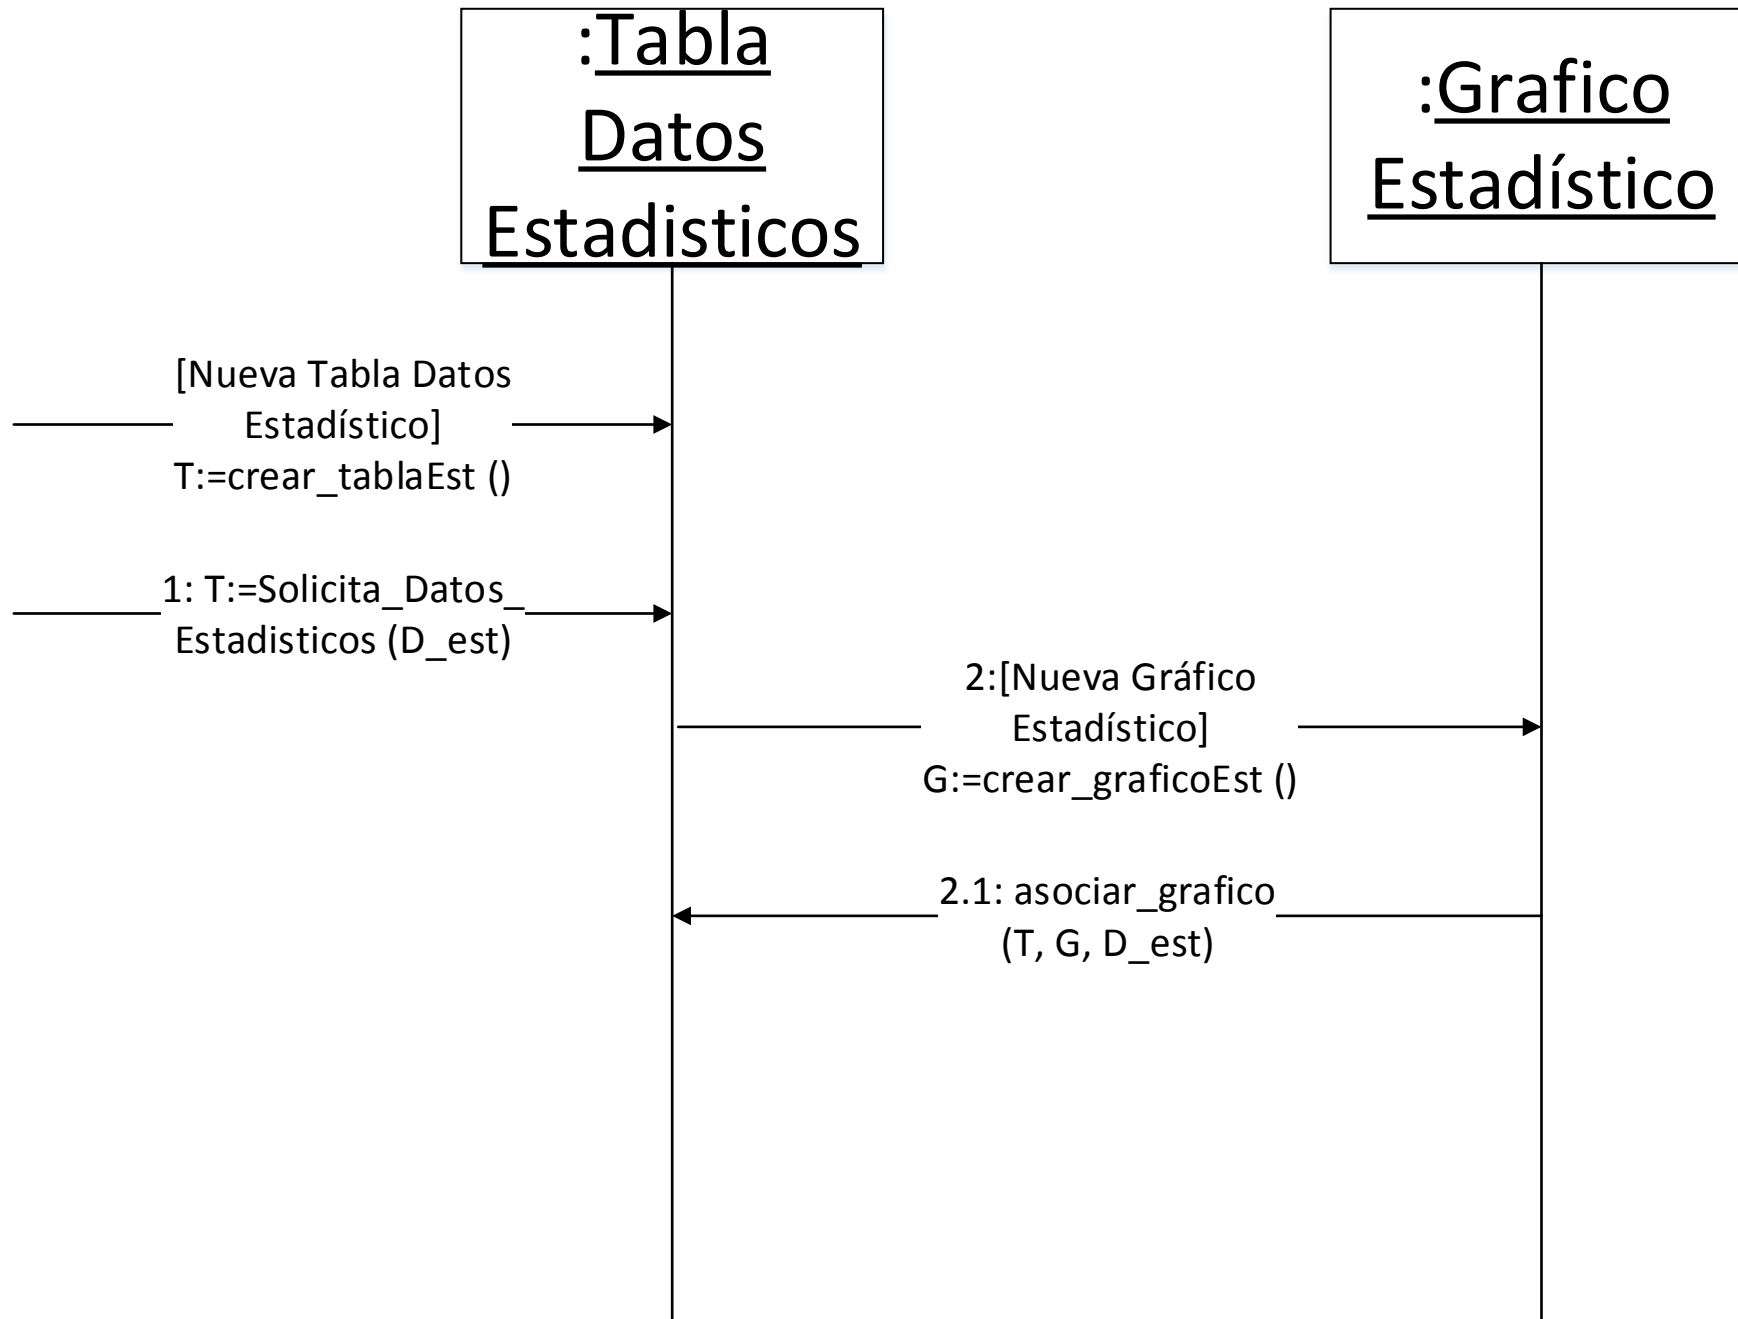 :Tabla
Datos
Estadisticos
:Grafico
Estadístico
[Nueva Tabla Datos
Estadístico]
T:=crear_tablaEst ()
1: T:=Solicita_Datos_
Estadisticos (D_est)
2:[Nueva Gráfico
Estadístico]
G:=crear_graficoEst ()
2.1: asociar_grafico
(T, G, D_est)